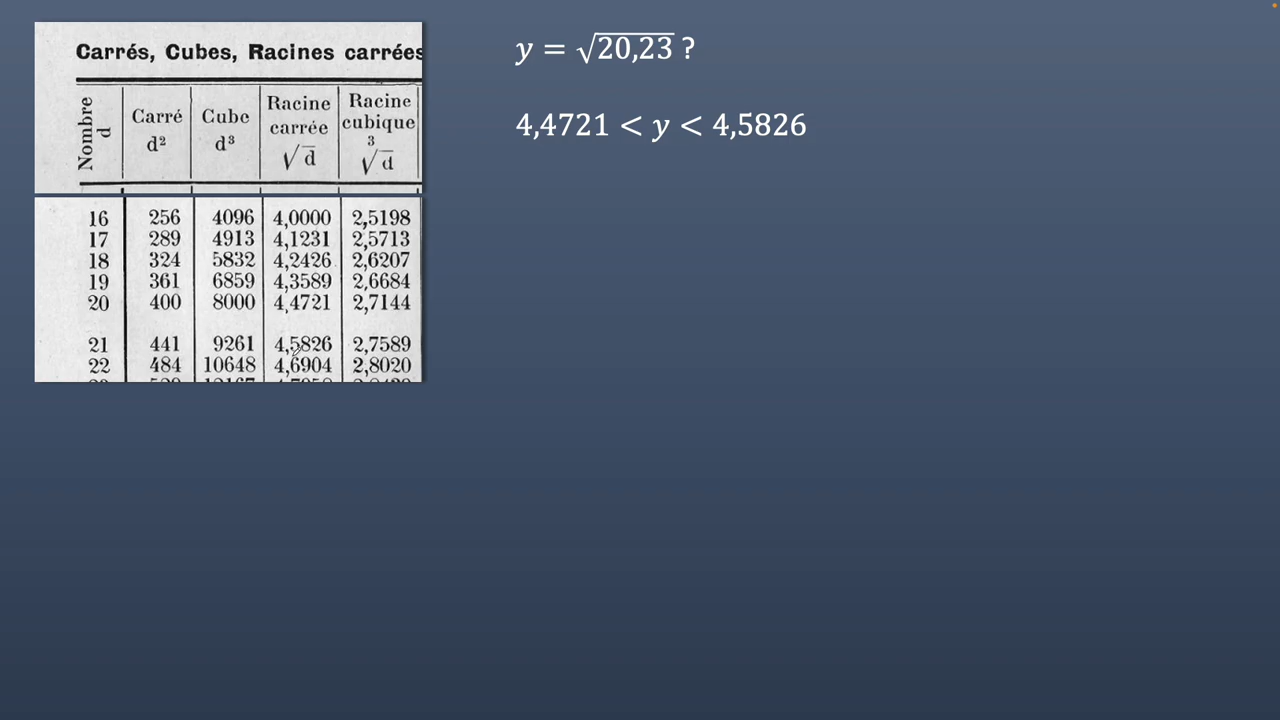 Carrés, Cubes, Racines carrées
Nombre d Carré d² Cube d³ Racine carrée √d Racine cubique ³√d
16 256 4096 4,0000 2,5198
17 289 4913 4,1231 2,5713
18 324 5832 4,2426 2,6207
19 361 6859 4,3589 2,6684
20 400 8000 4,4721 2,7144
21 441 9261 4,5826 2,7589
22 484 10648 4,6904 2,8020
y = √20,23 ?
4,4721 < y < 4,5826